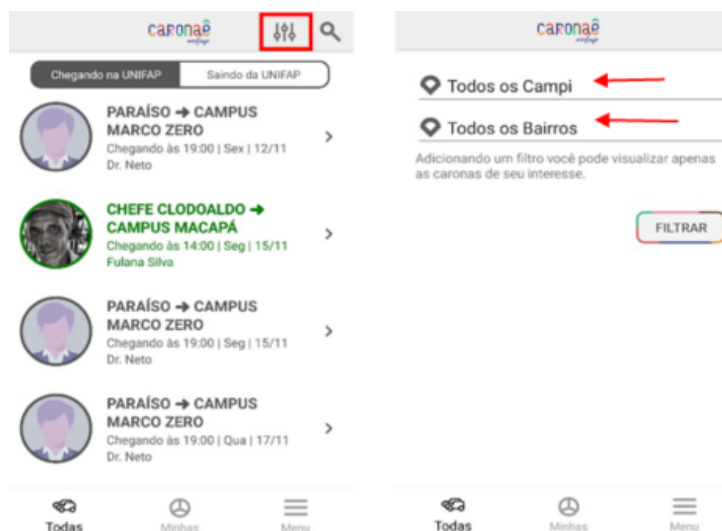 caronaê
unifap
Chegando na UNIFAP
Saindo da UNIFAP
PARAÍSO ➔ CAMPUS
MARCO ZERO
Chegando às 19:00 | Sex | 12/11
Dr. Neto
CHEFE CLODOALDO ➔
CAMPUS MACAPÁ
Chegando às 14:00 | Seg | 15/11
Fulana Silva
PARAÍSO ➔ CAMPUS
MARCO ZERO
Chegando às 19:00 | Seg | 15/11
Dr. Neto
PARAÍSO ➔ CAMPUS
MARCO ZERO
Chegando às 19:00 | Qua | 17/11
Dr. Neto
Todas
Minhas
Menu
caronaê
unifap
Todos os Campi
Todos os Bairros
Adicionando um filtro você pode visualizar apenas
as caronas de seu interesse.
FILTRAR
Todas
Minhas
Menu